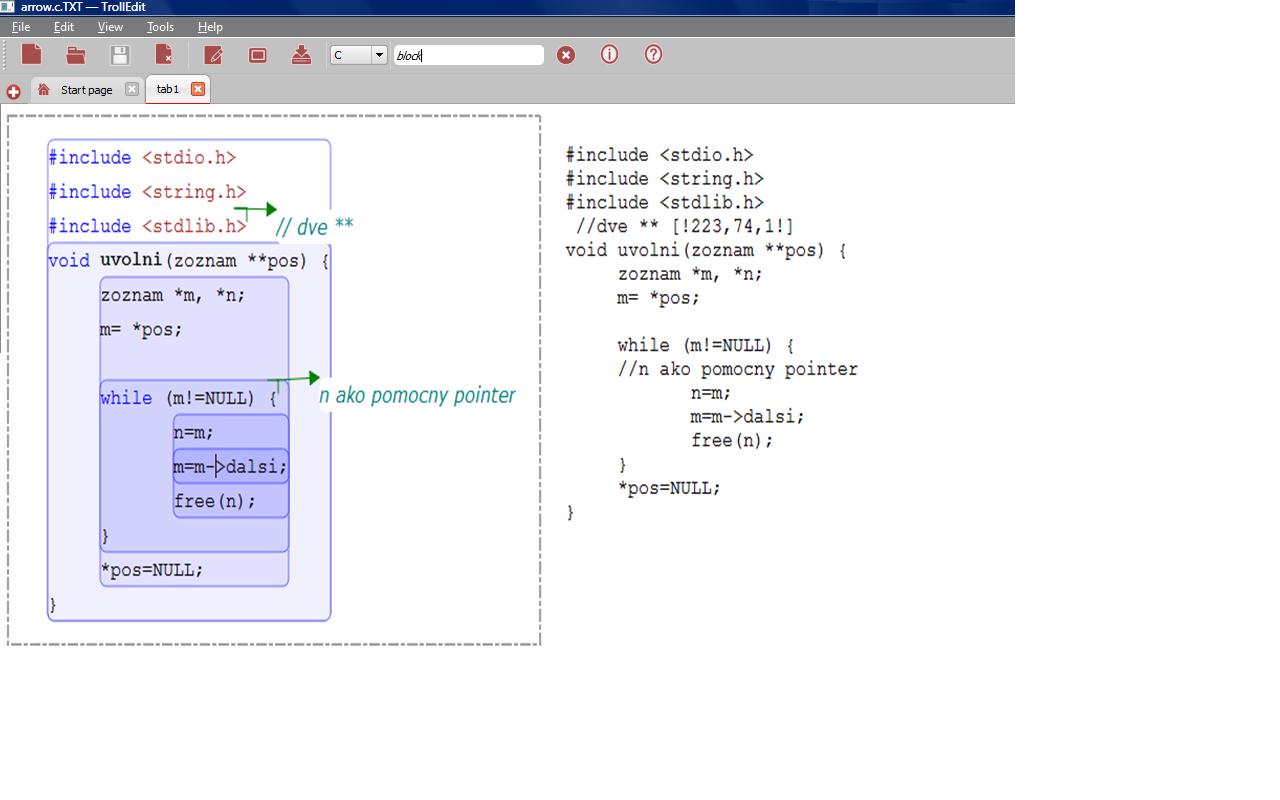 arrow.c.TXT — TrollEdit
File Edit View Tools Help
C block
Start page tab1
#include <stdio.h>
#include <string.h>
#include <stdlib.h>
// dve **
void uvolni(zoznam **pos) {
zoznam *m, *n;
m= *pos;
while (m!=NULL) {
n ako pomocny pointer
n=m;
m=m->dalsi;
free(n);
}
*pos=NULL;
}
#include <stdio.h>
#include <string.h>
#include <stdlib.h>
//dve ** [!223,74,1!]
void uvolni(zoznam **pos) {
zoznam *m, *n;
m= *pos;
while (m!=NULL) {
//n ako pomocny pointer
n=m;
m=m->dalsi;
free(n);
}
*pos=NULL;
}